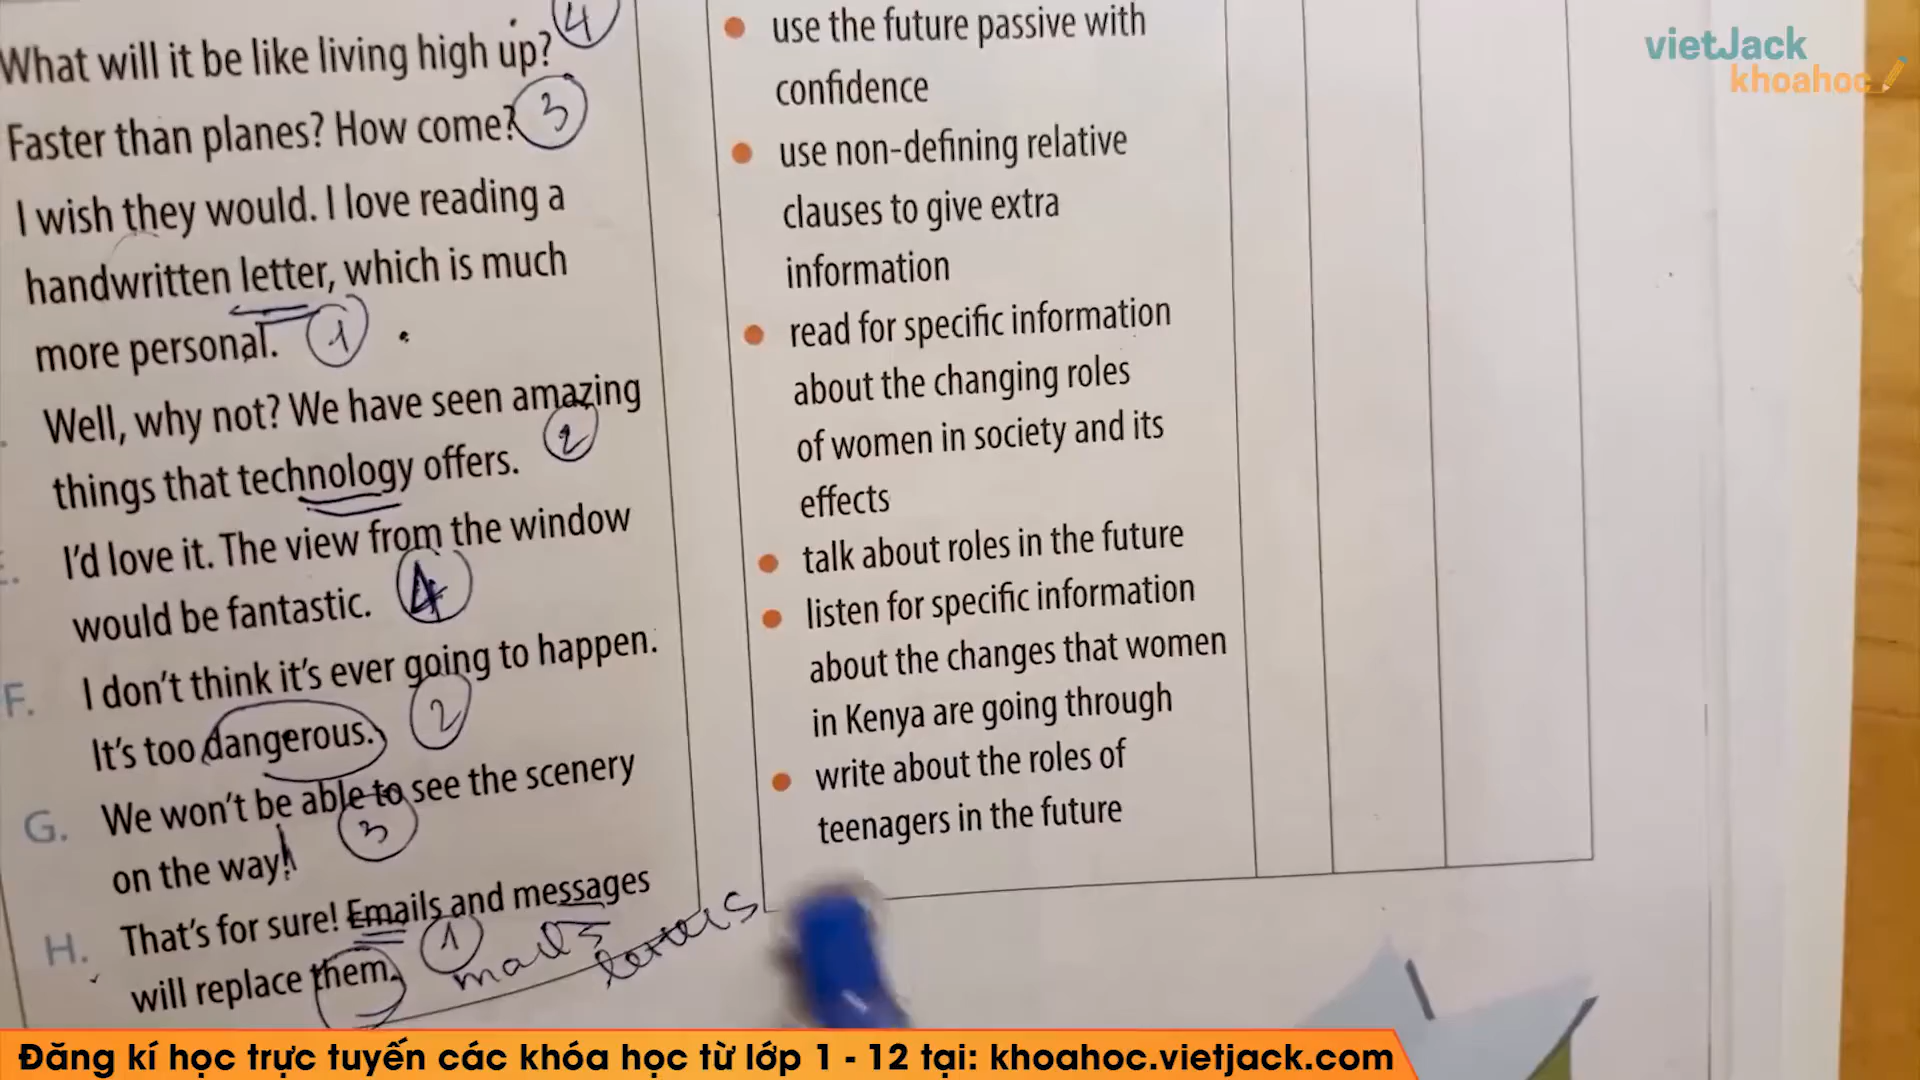 What will it be like living high up? 4
Faster than planes? How come? 3
I wish they would. I love reading a
handwritten letter, which is much
more personal. 1
Well, why not? We have seen amazing
things that technology offers. 2
I'd love it. The view from the window
would be fantastic. 4
F. I don't think it's ever going to happen.
It's too dangerous. 2
G. We won't be able to see the scenery
on the way! 3
H. That's for sure! Emails and messages
will replace them. 1 mails letters
• use the future passive with
confidence
• use non-defining relative
clauses to give extra
information
• read for specific information
about the changing roles
of women in society and its
effects
• talk about roles in the future
• listen for specific information
about the changes that women
in Kenya are going through
• write about the roles of
teenagers in the future
vietJack
khoahoc
Đăng kí học trực tuyến các khóa học từ lớp 1 - 12 tại: khoahoc.vietjack.com